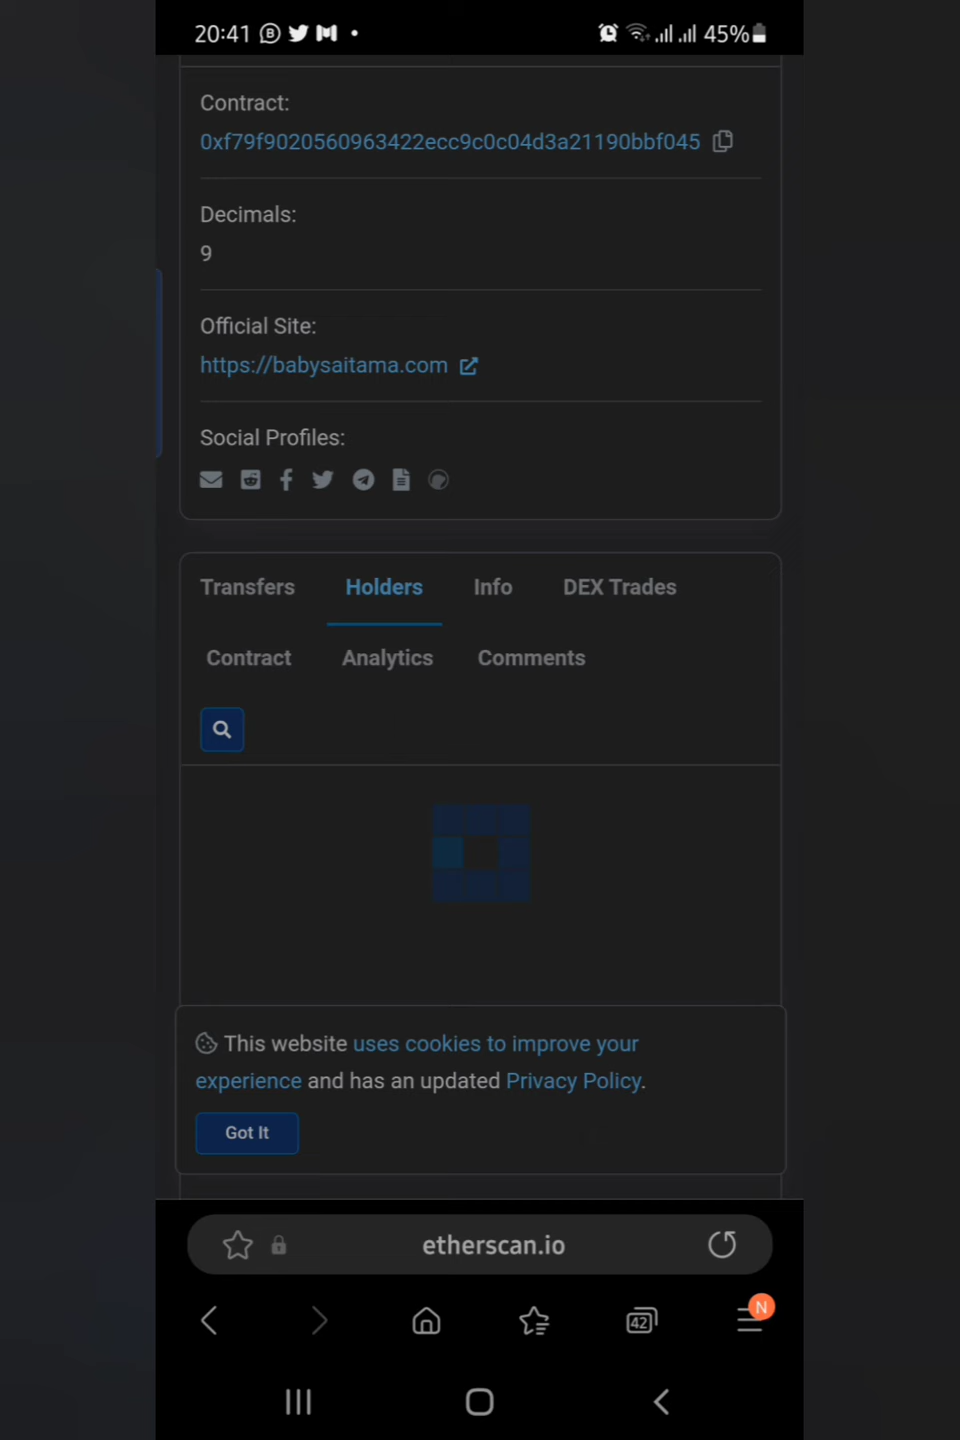 20:41 45%
Contract:
0xf79f9020560963422ecc9c0c04d3a21190bbf045
Decimals:
9
Official Site:
https://babysaitama.com
Social Profiles:
Transfers Holders Info DEX Trades
Contract Analytics Comments
This website uses cookies to improve your
experience and has an updated Privacy Policy.
Got It
etherscan.io
42 N